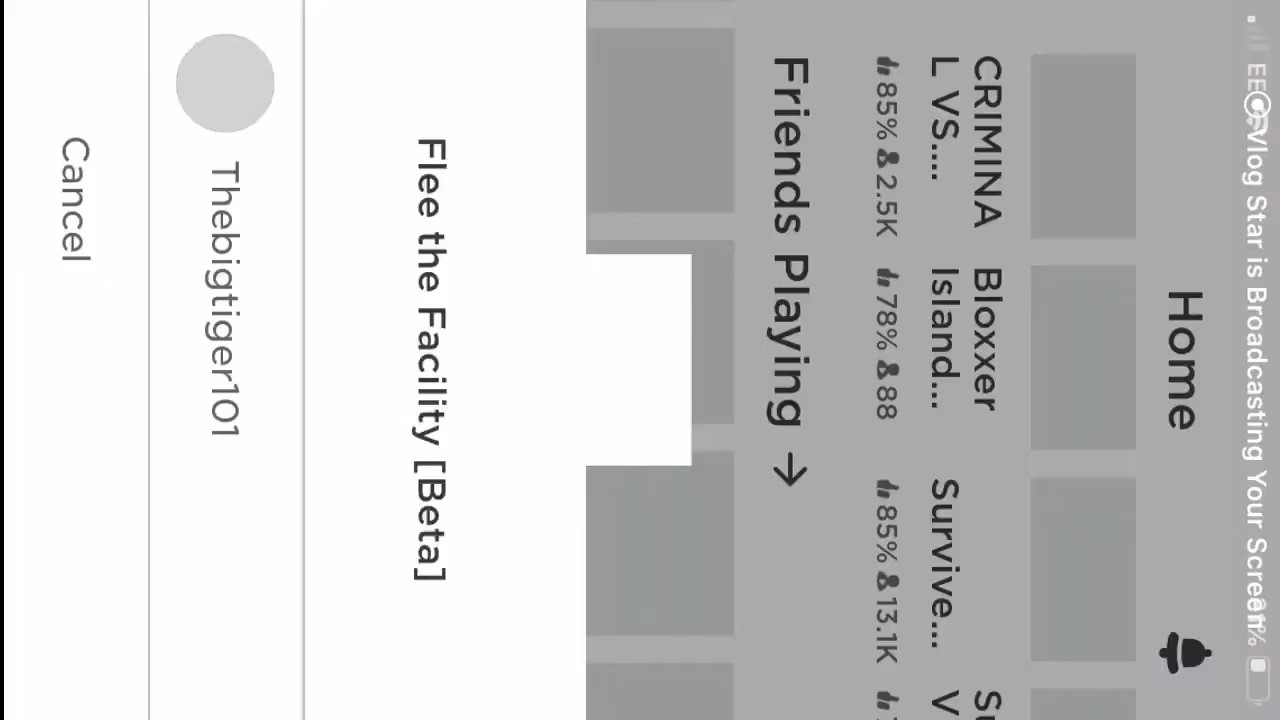 Vlog Star is Broadcasting Your Screen
Home
CRIMINA
L VS....
85% 2.5K
Bloxxer
Island...
78% 88
Survive...
85% 13.1K
Friends Playing →
Flee the Facility [Beta]
Thebigtiger101
Cancel